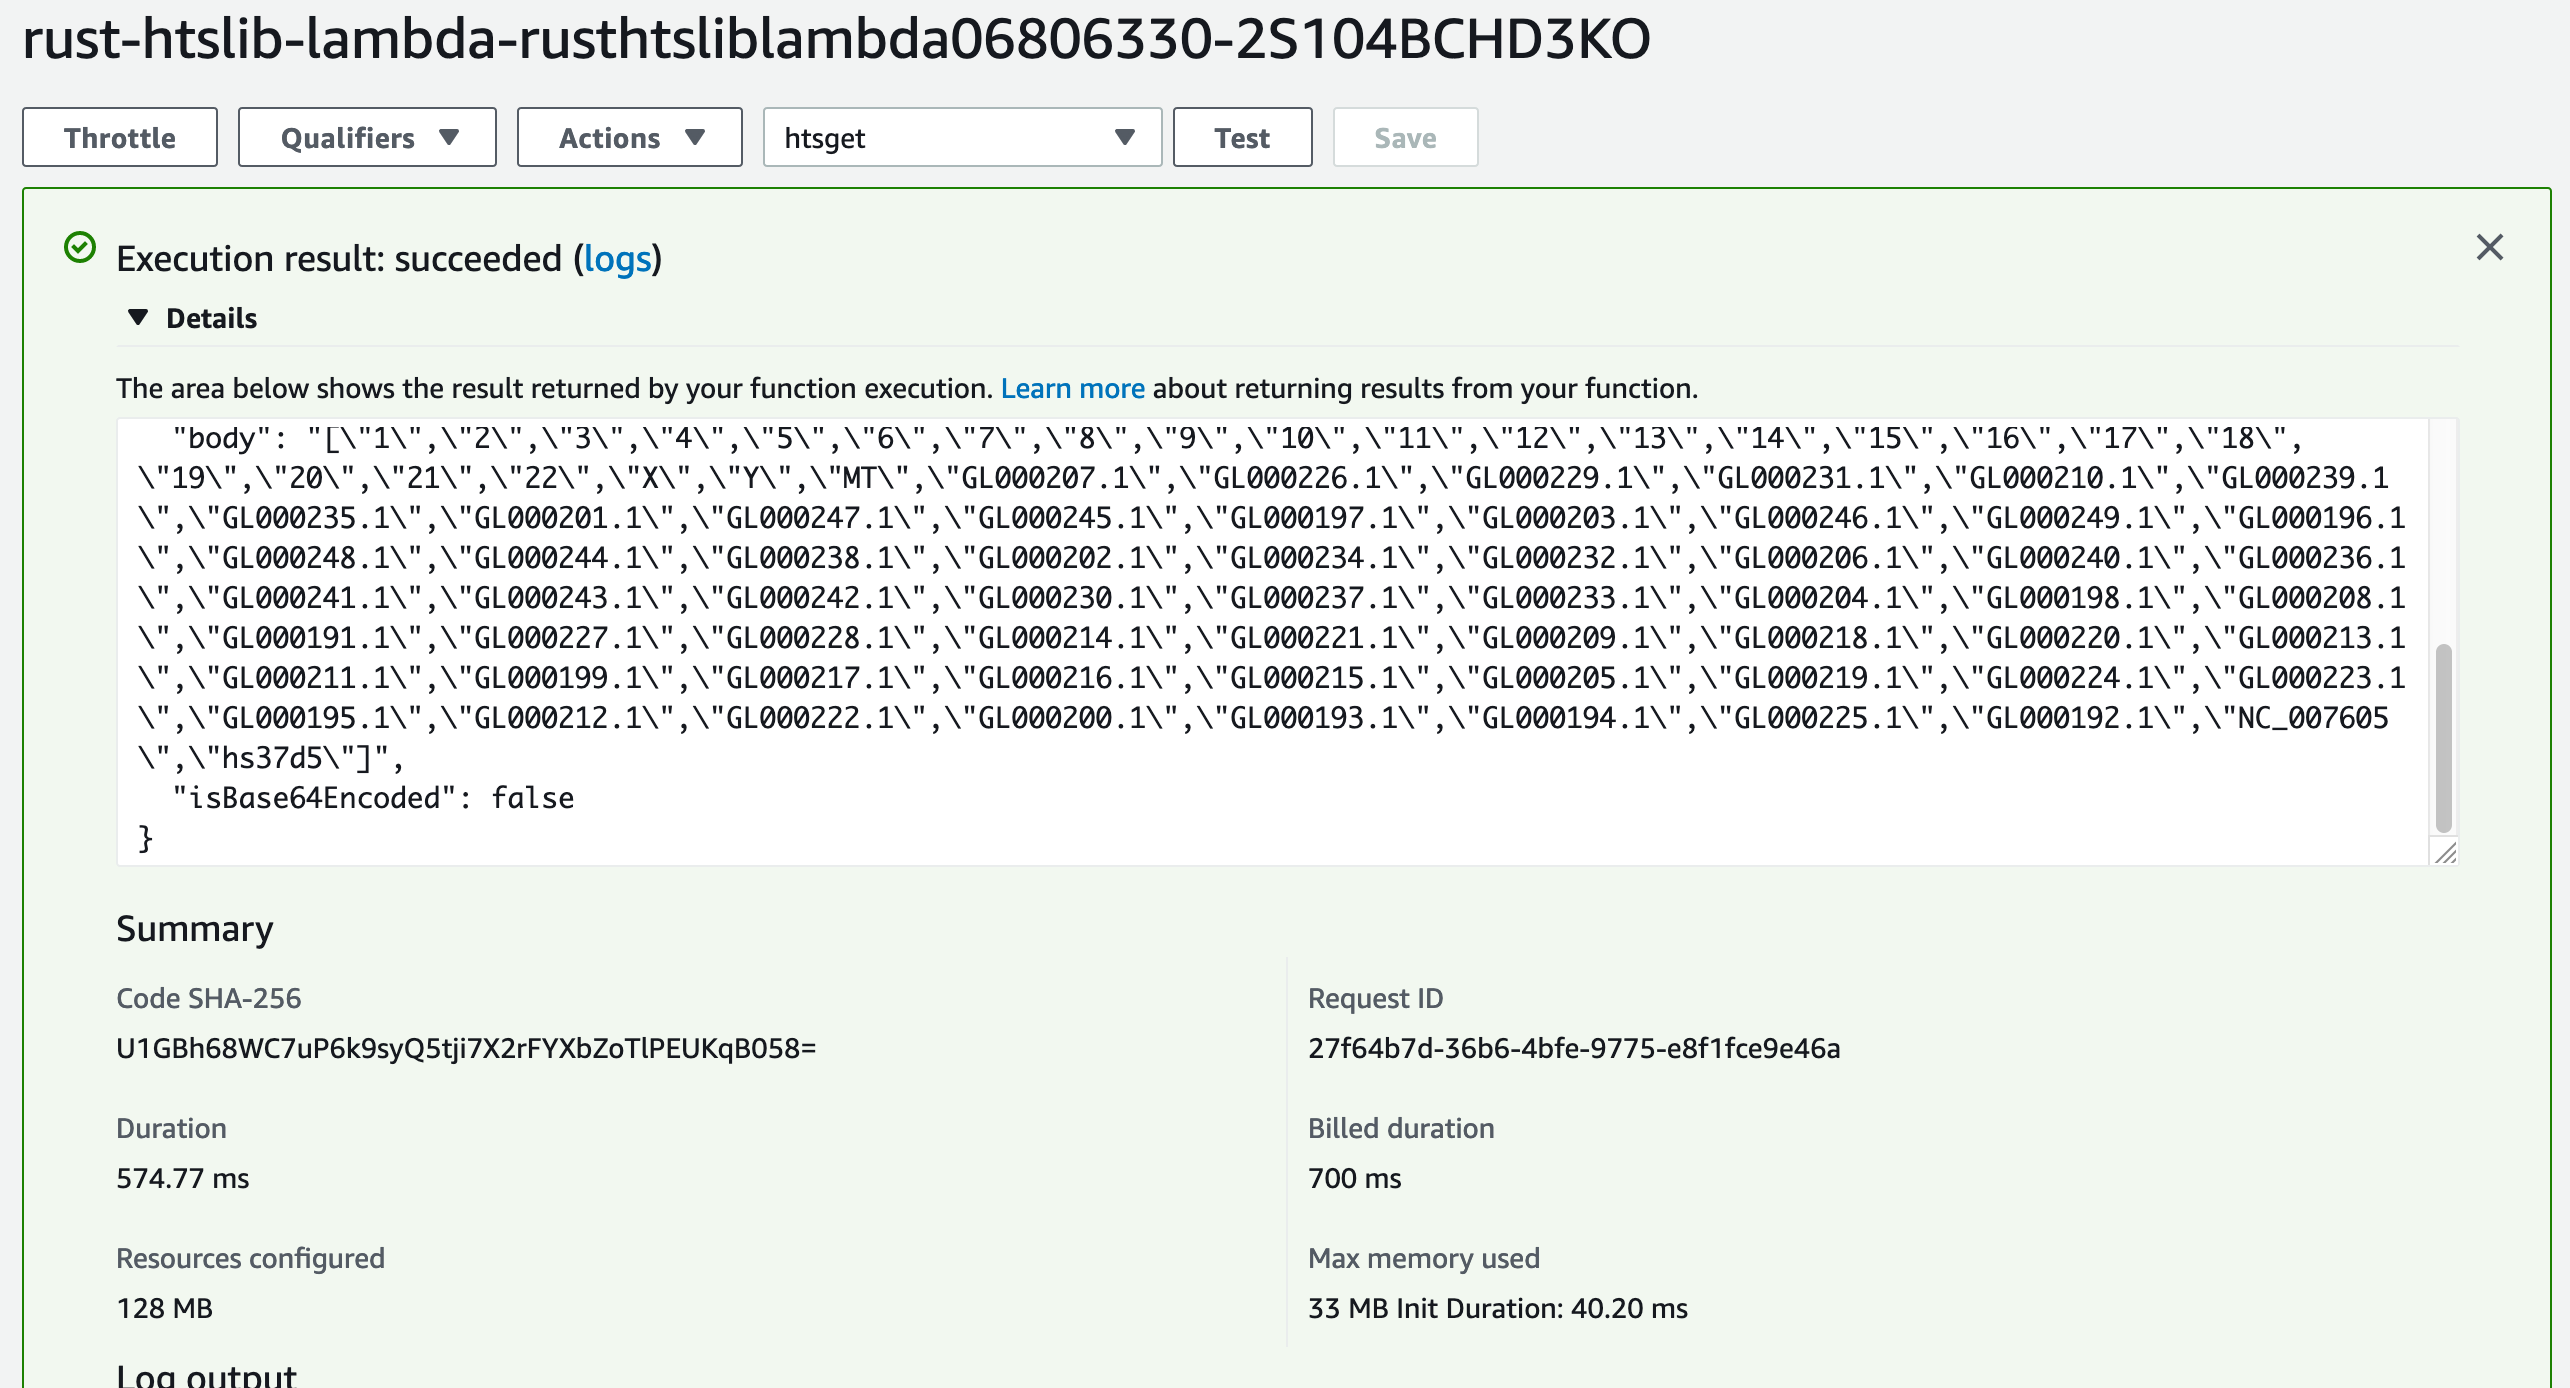 rust-htslib-lambda-rusthtsliblambda06806330-2S104BCHD3KO
Throttle Qualifiers Actions htsget Test Save
Execution result: succeeded (logs)
Details
The area below shows the result returned by your function execution. Learn more about returning results from your function.
"body": "[\"1\",\"2\",\"3\",\"4\",\"5\",\"6\",\"7\",\"8\",\"9\",\"10\",\"11\",\"12\",\"13\",\"14\",\"15\",\"16\",\"17\",\"18\",
\"19\",\"20\",\"21\",\"22\",\"X\",\"Y\",\"MT\",\"GL000207.1\",\"GL000226.1\",\"GL000229.1\",\"GL000231.1\",\"GL000210.1\",\"GL000239.1
\",\"GL000235.1\",\"GL000201.1\",\"GL000247.1\",\"GL000245.1\",\"GL000197.1\",\"GL000203.1\",\"GL000246.1\",\"GL000249.1\",\"GL000196.1
\",\"GL000248.1\",\"GL000244.1\",\"GL000238.1\",\"GL000202.1\",\"GL000234.1\",\"GL000232.1\",\"GL000206.1\",\"GL000240.1\",\"GL000236.1
\",\"GL000241.1\",\"GL000243.1\",\"GL000242.1\",\"GL000230.1\",\"GL000237.1\",\"GL000233.1\",\"GL000204.1\",\"GL000198.1\",\"GL000208.1
\",\"GL000191.1\",\"GL000227.1\",\"GL000228.1\",\"GL000214.1\",\"GL000221.1\",\"GL000209.1\",\"GL000218.1\",\"GL000220.1\",\"GL000213.1
\",\"GL000211.1\",\"GL000199.1\",\"GL000217.1\",\"GL000216.1\",\"GL000215.1\",\"GL000205.1\",\"GL000219.1\",\"GL000224.1\",\"GL000223.1
\",\"GL000195.1\",\"GL000212.1\",\"GL000222.1\",\"GL000200.1\",\"GL000193.1\",\"GL000194.1\",\"GL000225.1\",\"GL000192.1\",\"NC_007605
\",\"hs37d5\"]",
"isBase64Encoded": false
}
Summary
Code SHA-256
U1GBh68WC7uP6k9syQ5tji7X2rFYXbZoTlPEUKqB058=
Request ID
27f64b7d-36b6-4bfe-9775-e8f1fce9e46a
Duration
574.77 ms
Billed duration
700 ms
Resources configured
128 MB
Max memory used
33 MB Init Duration: 40.20 ms
Log output